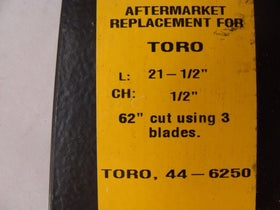 AFTERMARKET
REPLACEMENT FOR
TORO
L: 21-1/2"
CH: 1/2"
62" cut using 3
blades.
TORO, 44-6250